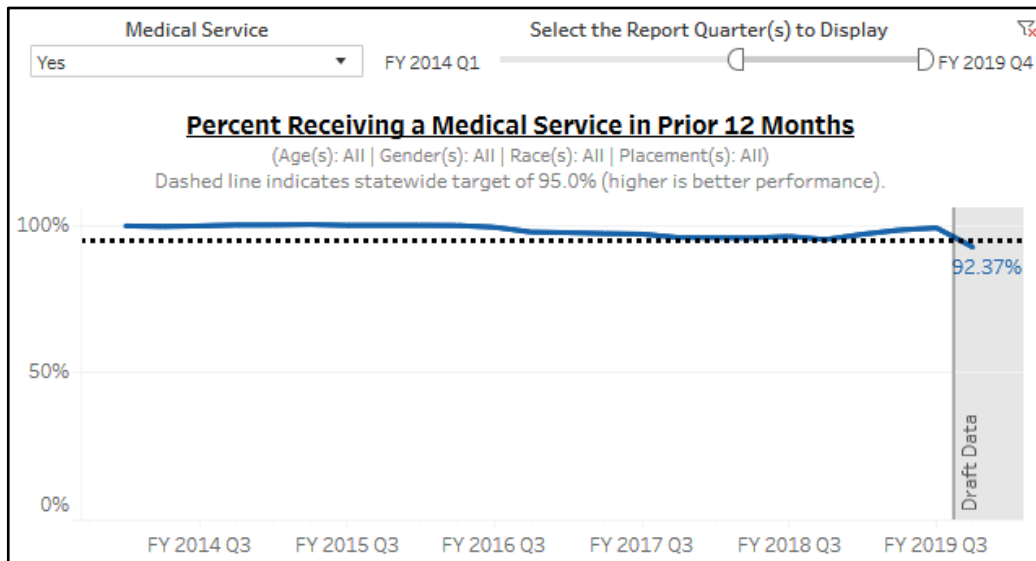 Medical Service
Select the Report Quarter(s) to Display
Yes
FY 2014 Q1
FY 2019 Q4
Percent Receiving a Medical Service in Prior 12 Months
(Age(s): All | Gender(s): All | Race(s): All | Placement(s): All)
Dashed line indicates statewide target of 95.0% (higher is better performance).
100%
92.37%
50%
Draft Data
0%
FY 2014 Q3
FY 2015 Q3
FY 2016 Q3
FY 2017 Q3
FY 2018 Q3
FY 2019 Q3